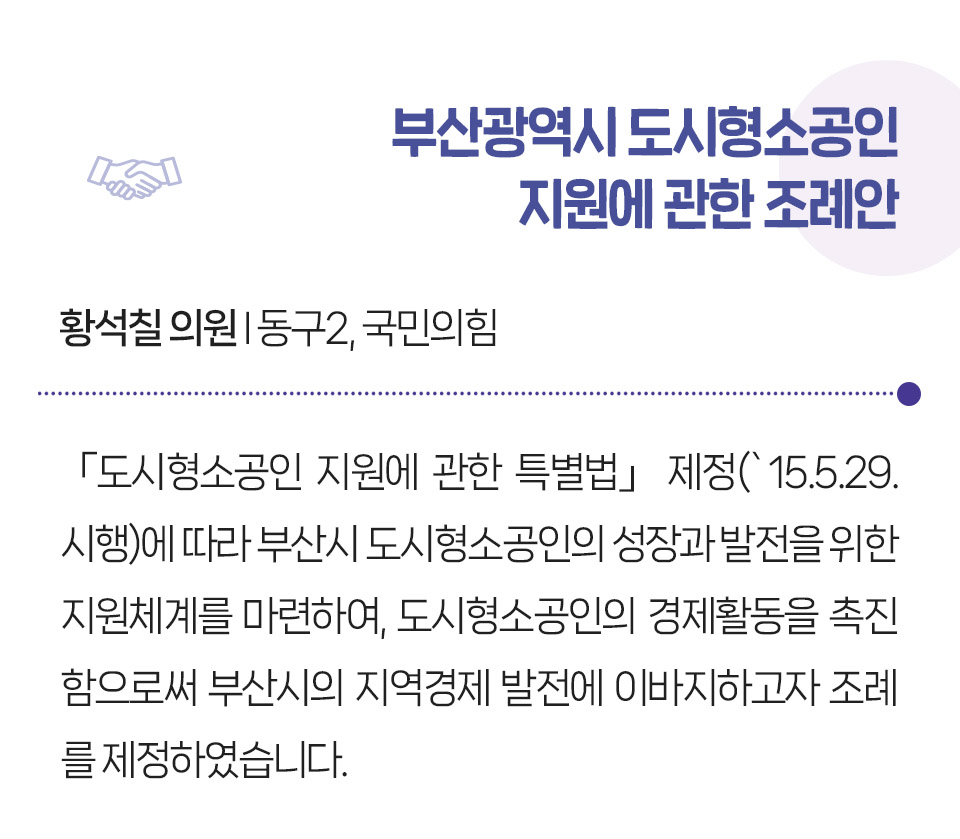 부산광역시 도시형소공인
지원에 관한 조례안
황석칠 의원 | 동구2, 국민의힘
「도시형소공인 지원에 관한 특별법」 제정(`15.5.29.
시행)에 따라 부산시 도시형소공인의 성장과 발전을 위한
지원체계를 마련하여, 도시형소공인의 경제활동을 촉진
함으로써 부산시의 지역경제 발전에 이바지하고자 조례
를 제정하였습니다.